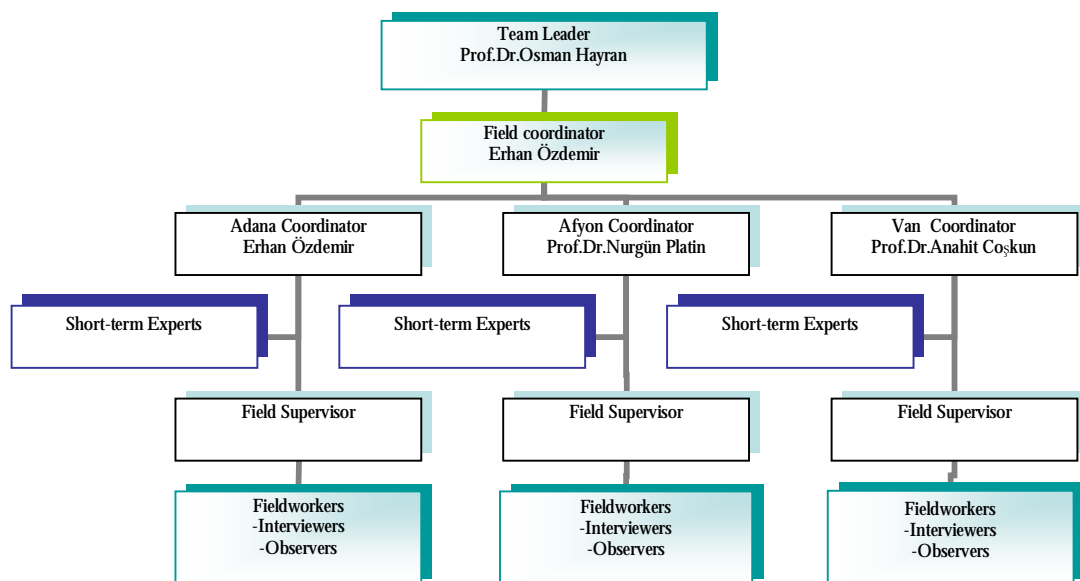 Team Leader
Prof.Dr.Osman Hayran
Field coordinator
Erhan Özdemir
Adana Coordinator
Erhan Özdemir
Afyon Coordinator
Prof.Dr.Nurgün Platin
Van Coordinator
Prof.Dr.Anahit Coşkun
Short-term Experts
Short-term Experts
Short-term Experts
Field Supervisor
Field Supervisor
Field Supervisor
Fieldworkers
-Interviewers
-Observers
Fieldworkers
-Interviewers
-Observers
Fieldworkers
-Interviewers
-Observers